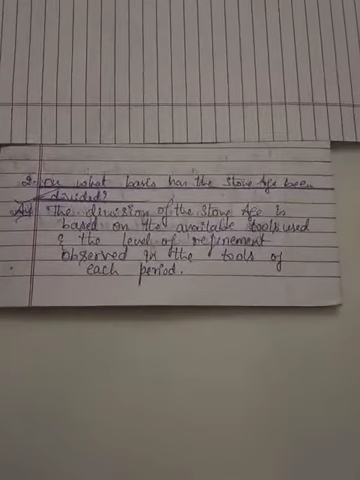 2. On what basis has the Stone Age been
divided?
Ans The division of the Stone Age is
based on the available tools used
& the level of refinement
observed in the tools of
each period.